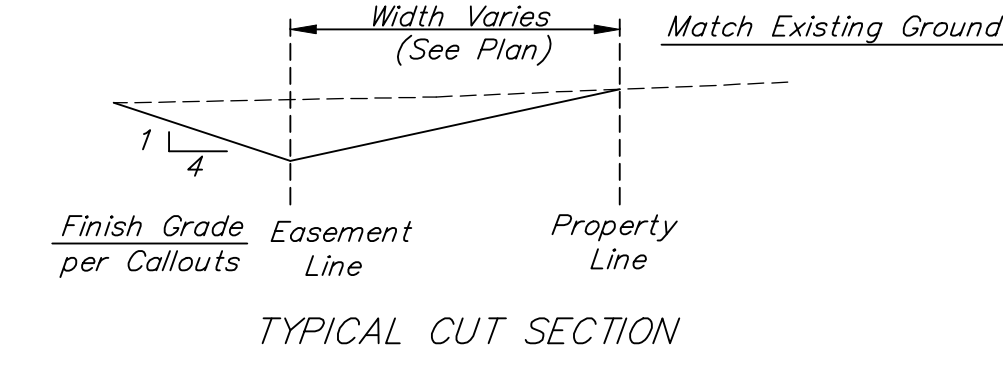 Width Varies
(See Plan)
Match Existing Ground
1
4
Finish Grade
per Callouts
Easement
Line
Property
Line
TYPICAL CUT SECTION